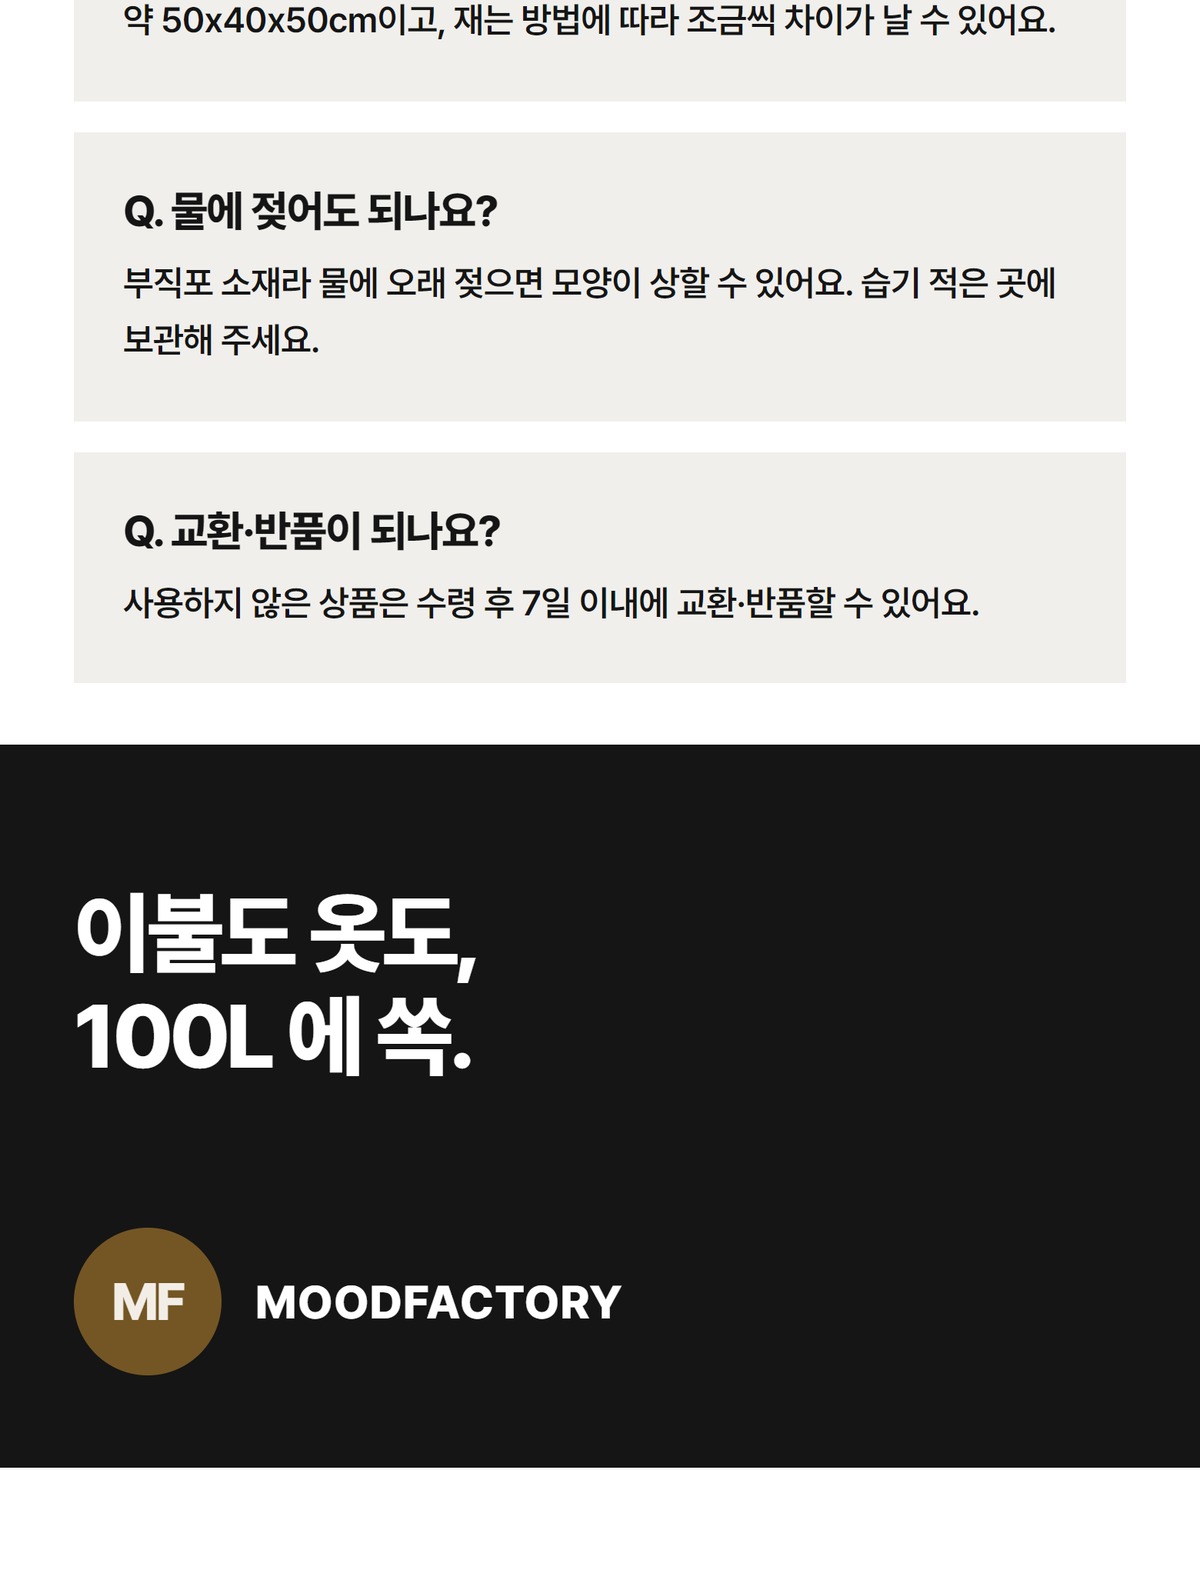 약 50x40x50cm이고, 재는 방법에 따라 조금씩 차이가 날 수 있어요.
Q. 물에 젖어도 되나요?
부직포 소재라 물에 오래 젖으면 모양이 상할 수 있어요. 습기 적은 곳에
보관해 주세요.
Q. 교환·반품이 되나요?
사용하지 않은 상품은 수령 후 7일 이내에 교환·반품할 수 있어요.
이불도 옷도,
100L 에 쏙.
MF
MOODFACTORY